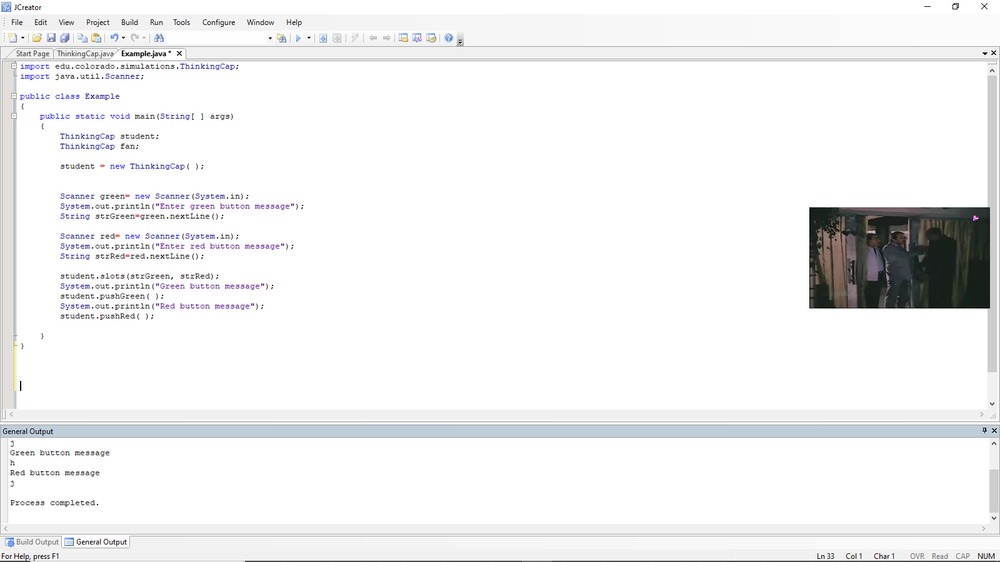 JCreator
File Edit View Project Build Run Tools Configure Window Help
Start Page ThinkingCap.java Example.java *
import edu.colorado.simulations.ThinkingCap;
import java.util.Scanner;
public class Example
{
public static void main(String[ ] args)
{
ThinkingCap student;
ThinkingCap fan;
student = new ThinkingCap( );
Scanner green= new Scanner(System.in);
System.out.println("Enter green button message");
String strGreen=green.nextLine();
Scanner red= new Scanner(System.in);
System.out.println("Enter red button message");
String strRed=red.nextLine();
student.slots(strGreen, strRed);
System.out.println("Green button message");
student.pushGreen( );
System.out.println("Red button message");
student.pushRed( );
}
}
General Output
j
Green button message
h
Red button message
j
Process completed.
Build Output General Output
For Help, press F1 Ln 33 Col 1 Char 1 OVR Read CAP NUM